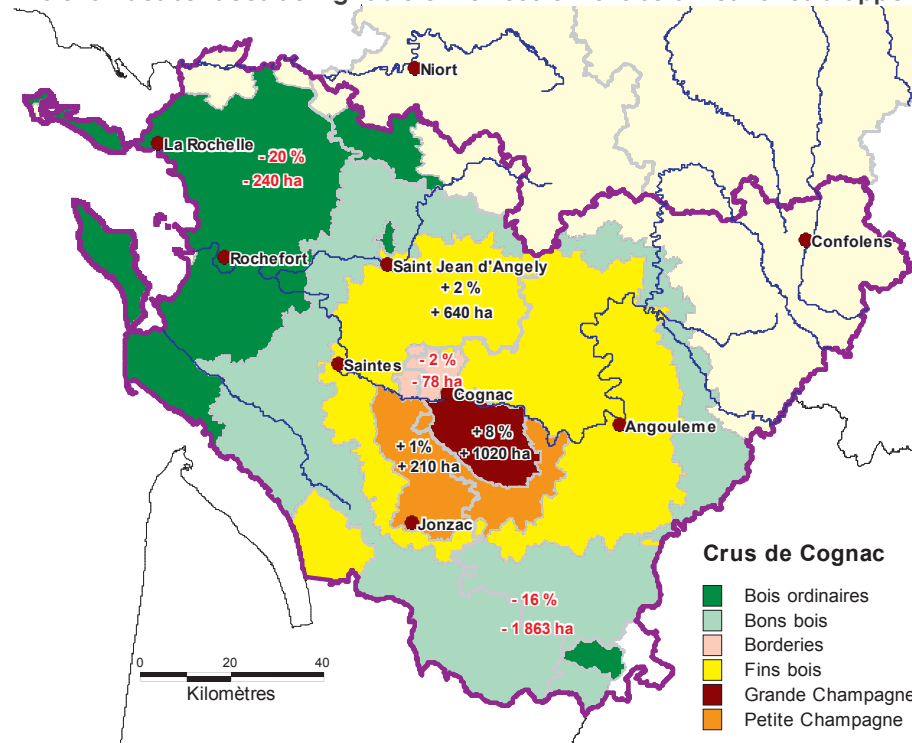 Niort
La Rochelle
- 20 %
- 240 ha
Confolens
Rochefort
Saint Jean d'Angely
+ 2 %
+ 640 ha
Saintes
- 2 %
- 78 ha
Cognac
Angouleme
+ 8 %
+ 1020 ha
+ 1%
+ 210 ha
Jonzac
- 16 %
- 1 863 ha
Crus de Cognac
Bois ordinaires
Bons bois
Borderies
Fins bois
Grande Champagne
Petite Champagne
0 20 40
Kilomètres